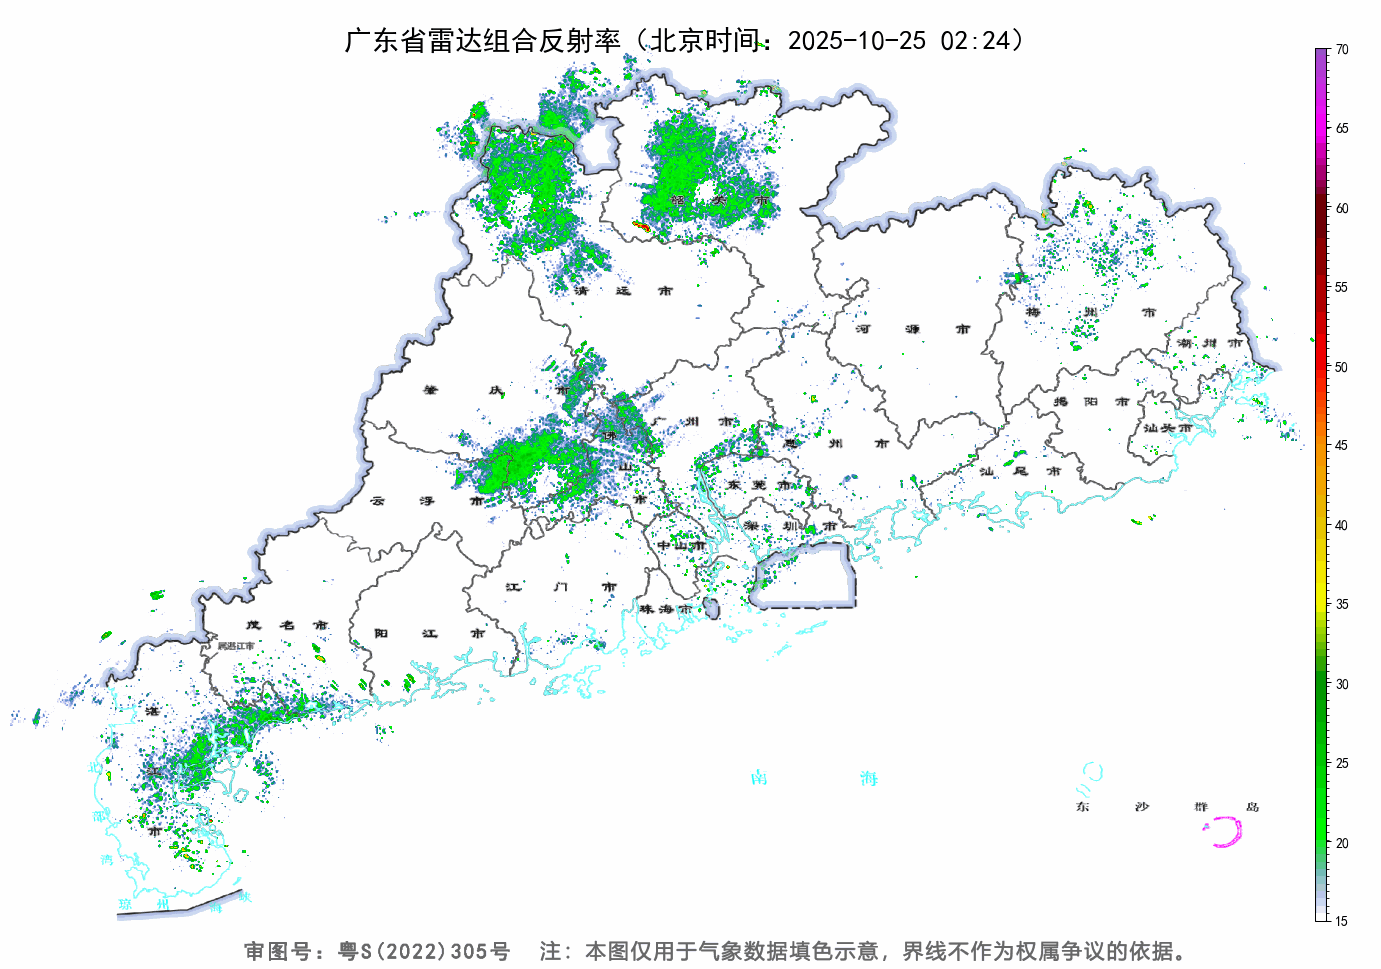 广东省雷达组合反射率（北京时间：2025-10-25 02:24）
70
65
60
55
50
45
40
35
30
25
20
15
韶关市
清远市
河源市
梅州市
潮州市
肇庆市
广州市
佛山市
惠州市
揭阳市
汕头市
汕尾市
东莞市
云浮市
深圳市
中山市
江门市
珠海市
茂名市
阳江市
属湛江市
湛江市
北部湾
琼州海峡
南海
东沙群岛
审图号：粤S(2022)305号 注：本图仅用于气象数据填色示意，界线不作为权属争议的依据。